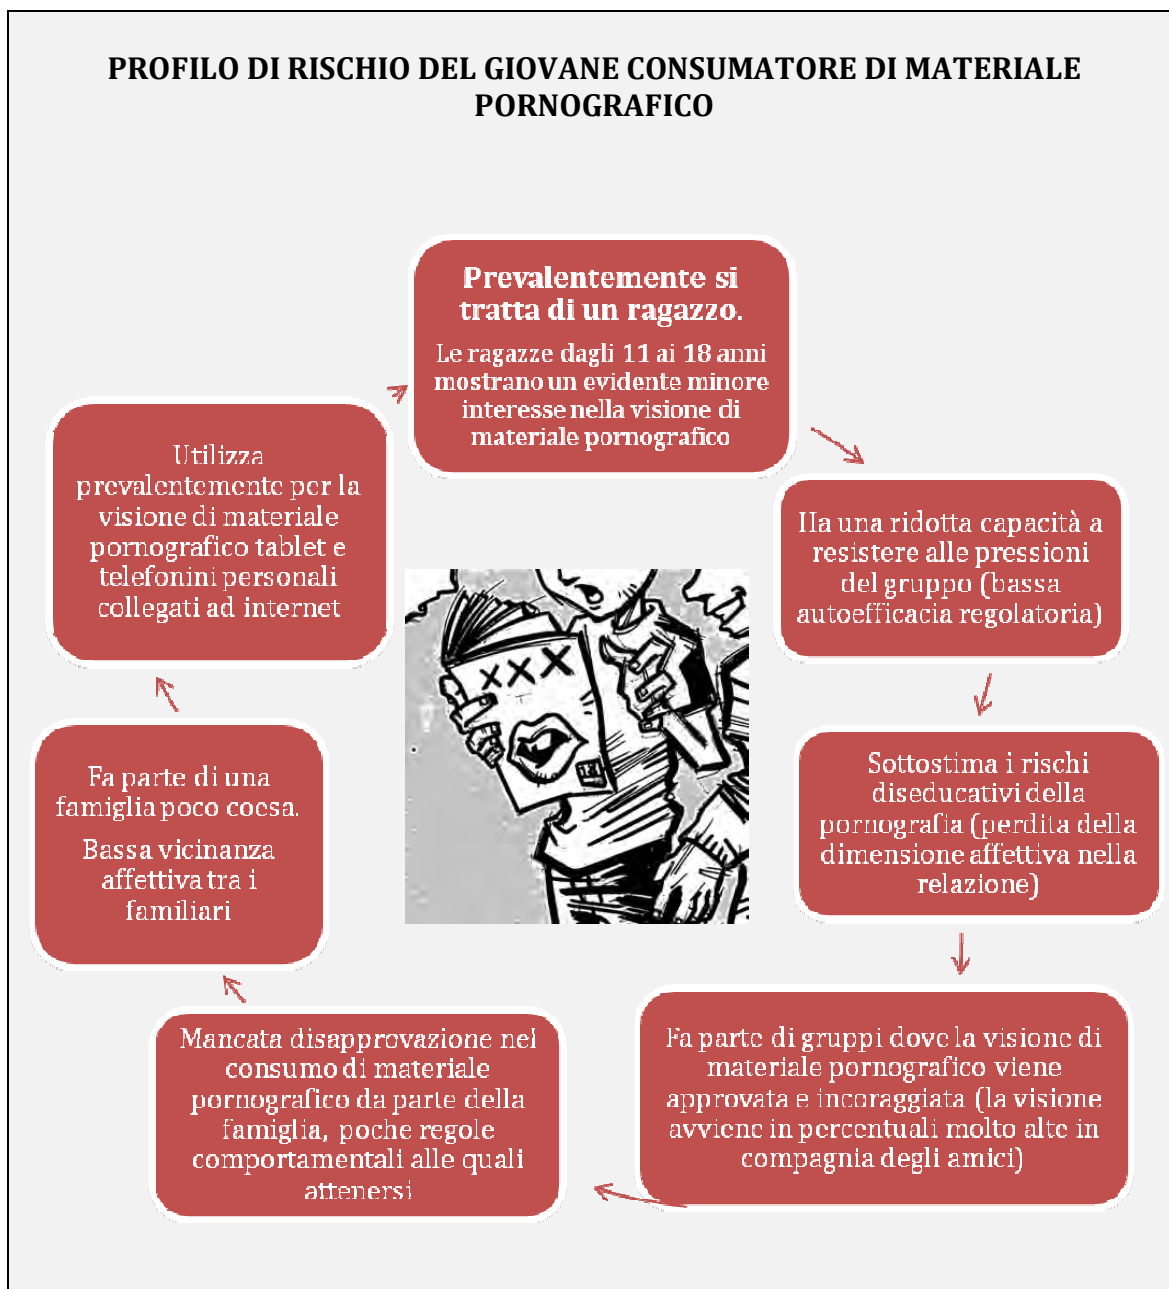 PROFILO DI RISCHIO DEL GIOVANE CONSUMATORE DI MATERIALE
PORNOGRAFICO
Prevalentemente si
tratta di un ragazzo.
Le ragazze dagli 11 ai 18 anni
mostrano un evidente minore
interesse nella visione di
materiale pornografico
Ha una ridotta capacità a
resistere alle pressioni
del gruppo (bassa
autoefficacia regolatoria)
Sottostima i rischi
diseducativi della
pornografia (perdita della
dimensione affettiva nella
relazione)
Fa parte di gruppi dove la visione di
materiale pornografico viene
approvata e incoraggiata (la visione
avviene in percentuali molto alte in
compagnia degli amici)
Mancata disapprovazione nel
consumo di materiale
pornografico da parte della
famiglia, poche regole
comportamentali alle quali
attenersi
Fa parte di una
famiglia poco coesa.
Bassa vicinanza
affettiva tra i
familiari
Utilizza
prevalentemente per la
visione di materiale
pornografico tablet e
telefonini personali
collegati ad internet
XXX